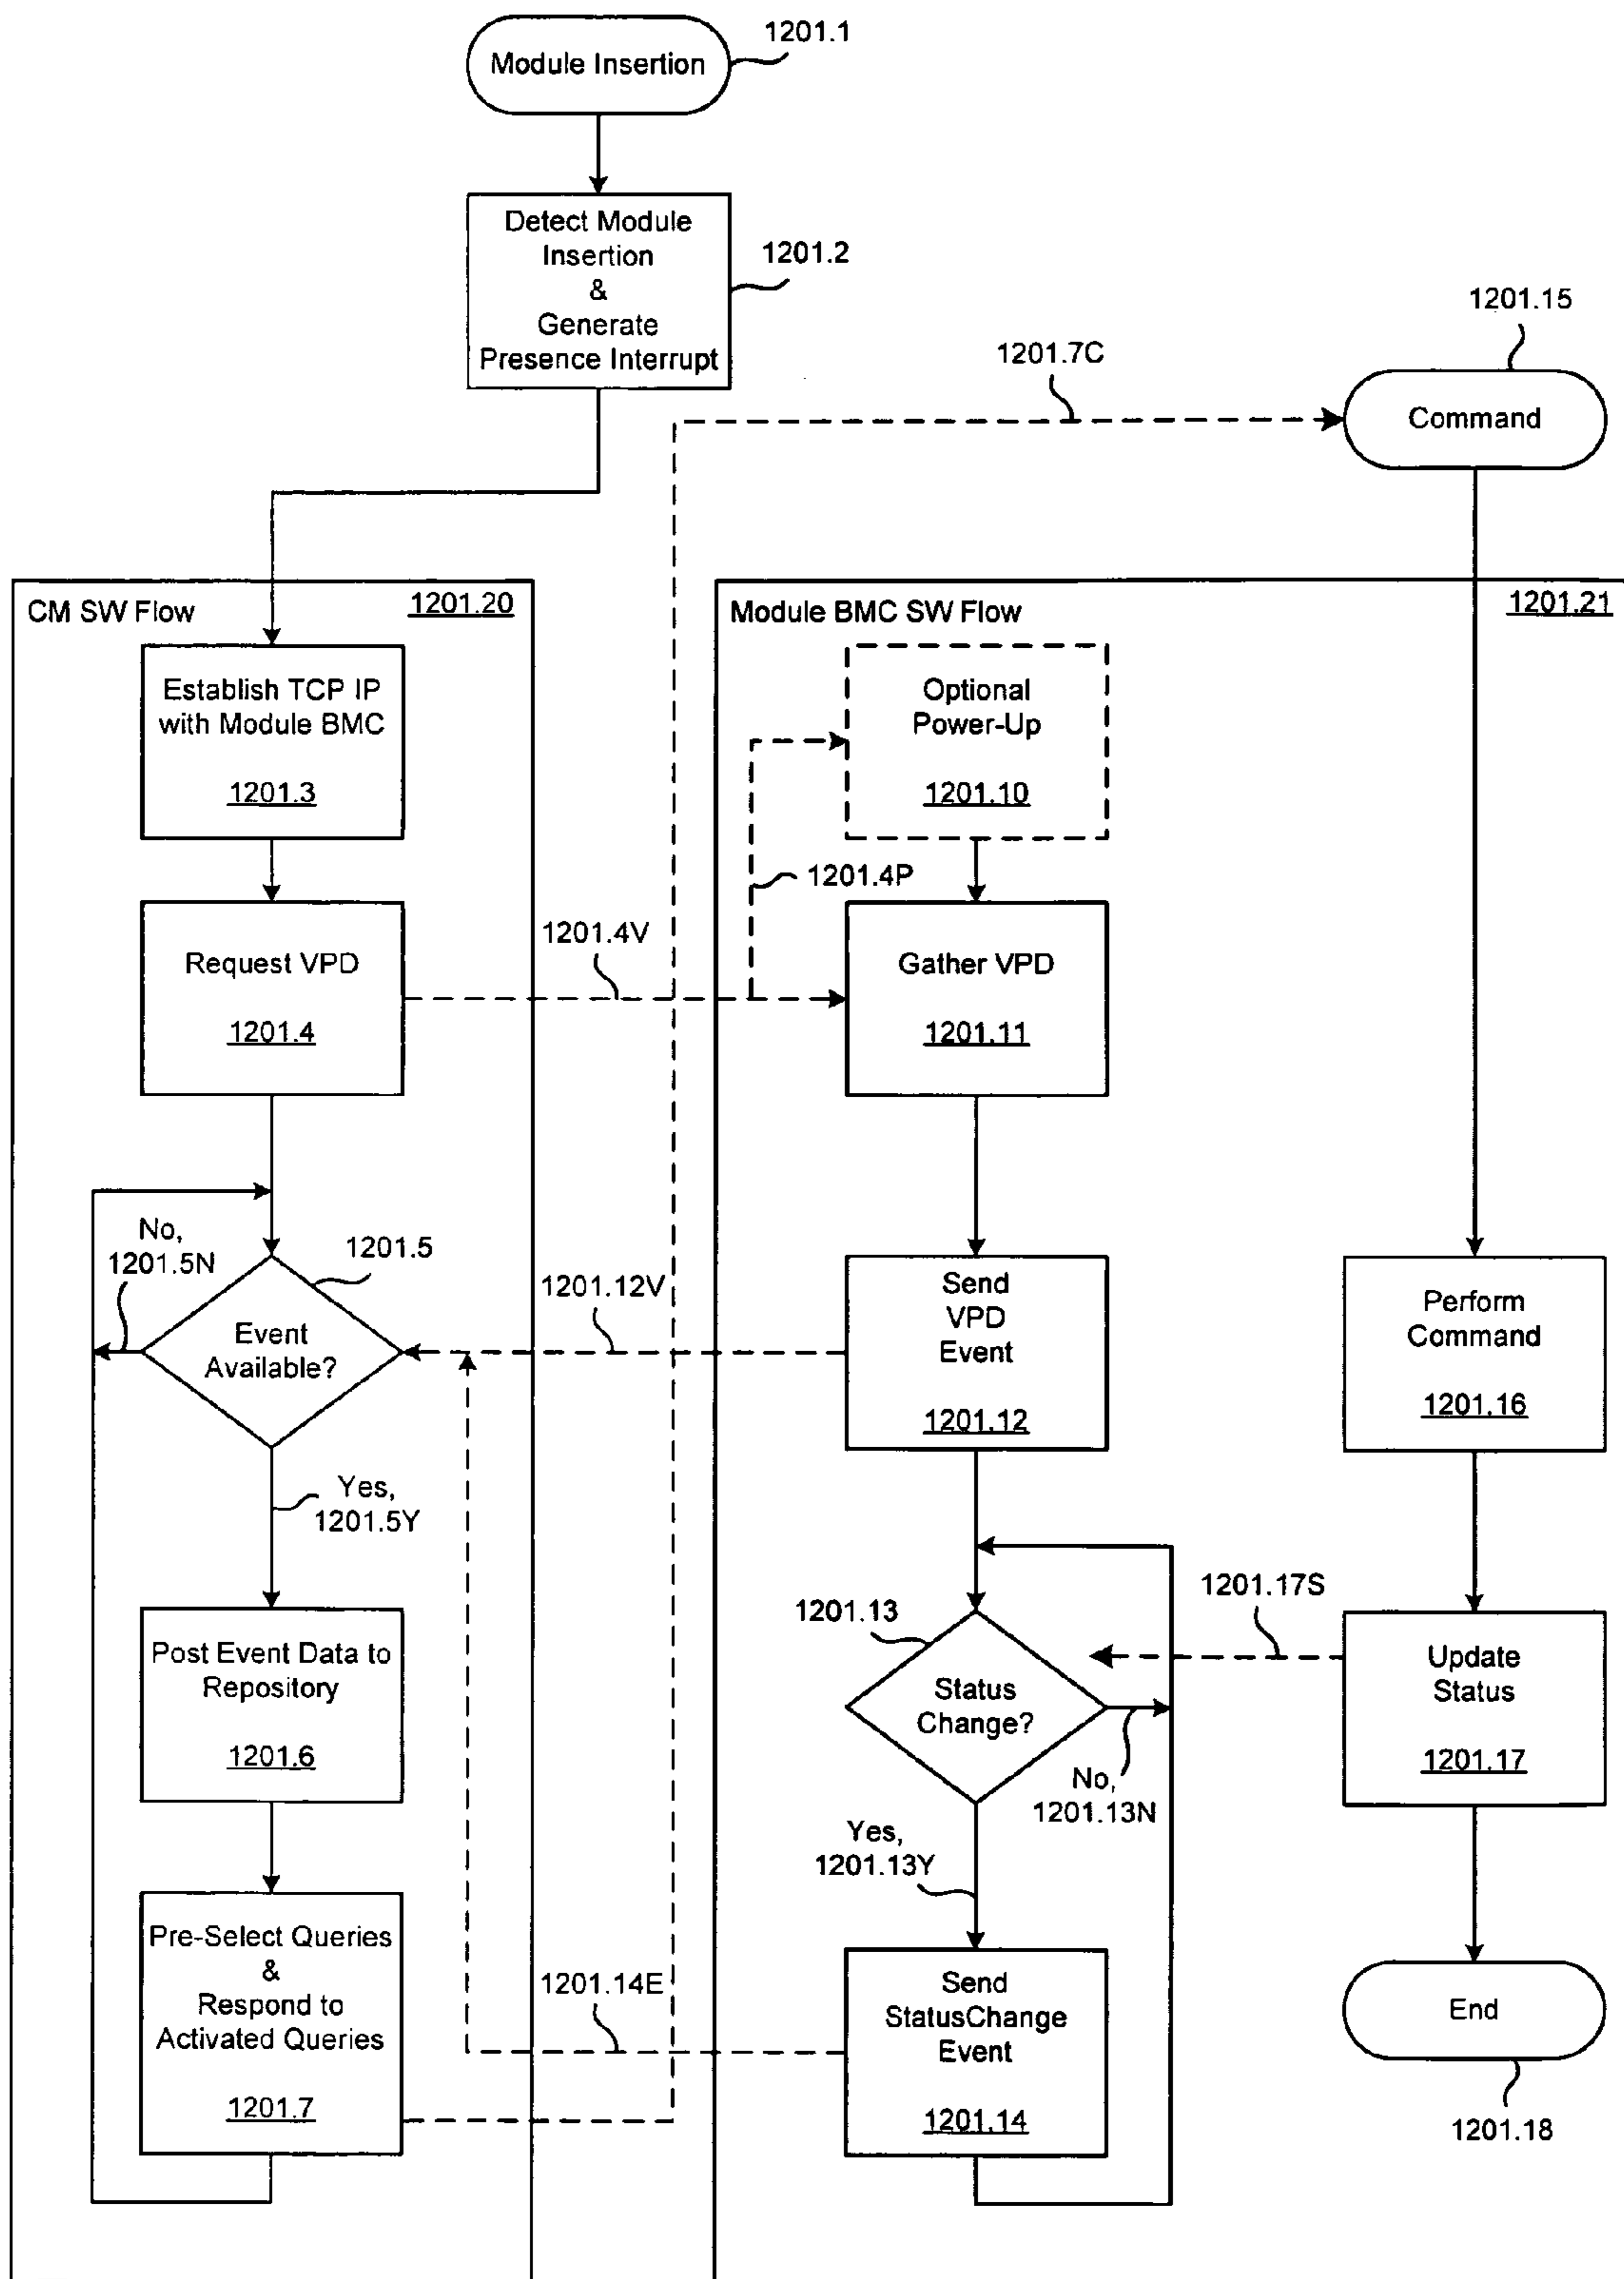 Module Insertion
1201.1
Detect Module
Insertion
&
Generate
Presence Interrupt
1201.2
1201.7C
1201.15
Command
CM SW Flow
1201.20
Establish TCP IP
with Module BMC
1201.3
Request VPD
1201.4
1201.4V
No,
1201.5N
1201.5
Event
Available?
1201.12V
Yes,
1201.5Y
Post Event Data to
Repository
1201.6
Pre-Select Queries
&
Respond to
Activated Queries
1201.7
1201.14E
Module BMC SW Flow
1201.21
Optional
Power-Up
1201.10
1201.4P
Gather VPD
1201.11
Send
VPD
Event
1201.12
1201.13
Status
Change?
No,
1201.13N
Yes,
1201.13Y
Send
StatusChange
Event
1201.14
Perform
Command
1201.16
1201.17S
Update
Status
1201.17
End
1201.18